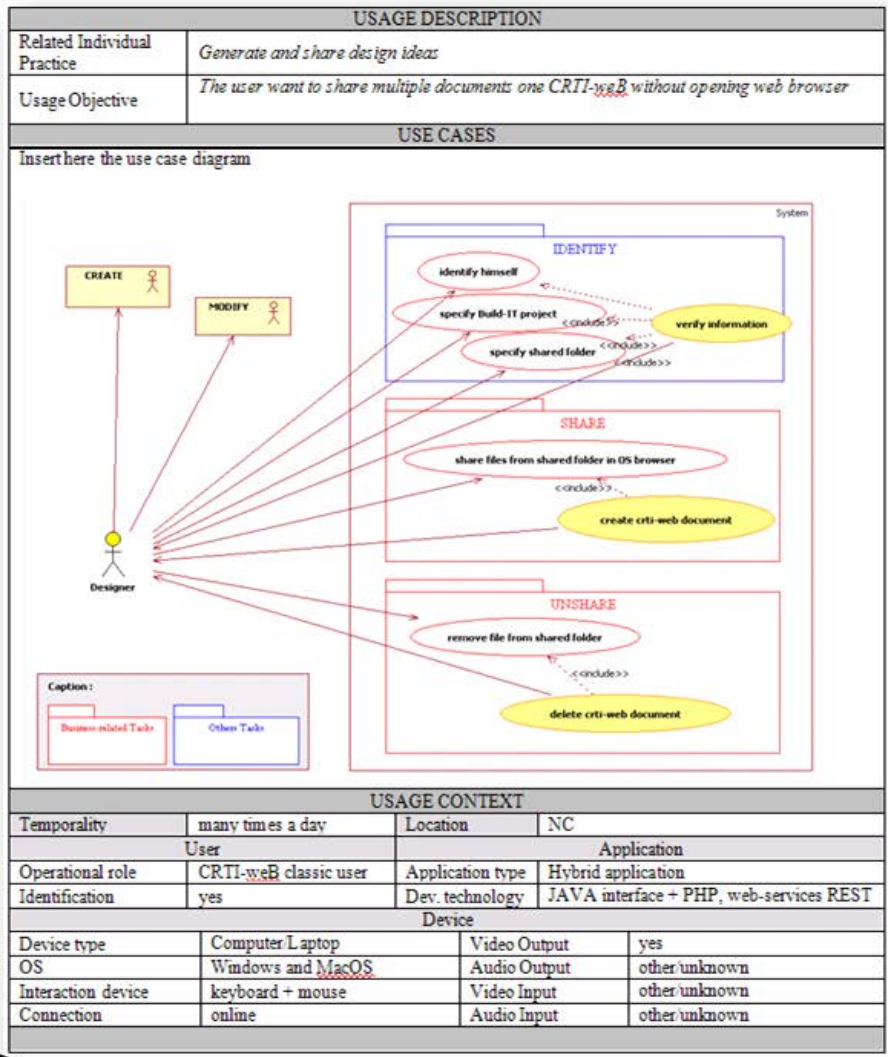 USAGE DESCRIPTION
Related Individual Practice
Generate and share design ideas
Usage Objective
The user want to share multiple documents one CRTI-weB without opening web browser
USE CASES
Insert here the use case diagram
System
IDENTIFY
CREATE
identify himself
MODIFY
specify Build-IT project
<<include>>
verify information
specify shared folder
<<include>>
<<include>>
SHARE
share files from shared folder in OS browser
<<include>>
create crti-web document
Designer
UNSHARE
remove file from shared folder
<<include>>
delete crti-web document
Caption :
Business-related Tasks
Others Tasks
USAGE CONTEXT
Temporality many times a day Location NC
User Application
Operational role CRTI-weB classic user Application type Hybrid application
Identification yes Dev. technology JAVA interface + PHP, web-services REST
Device
Device type Computer/Laptop Video Output yes
OS Windows and MacOS Audio Output other/unknown
Interaction device keyboard + mouse Video Input other/unknown
Connection online Audio Input other/unknown